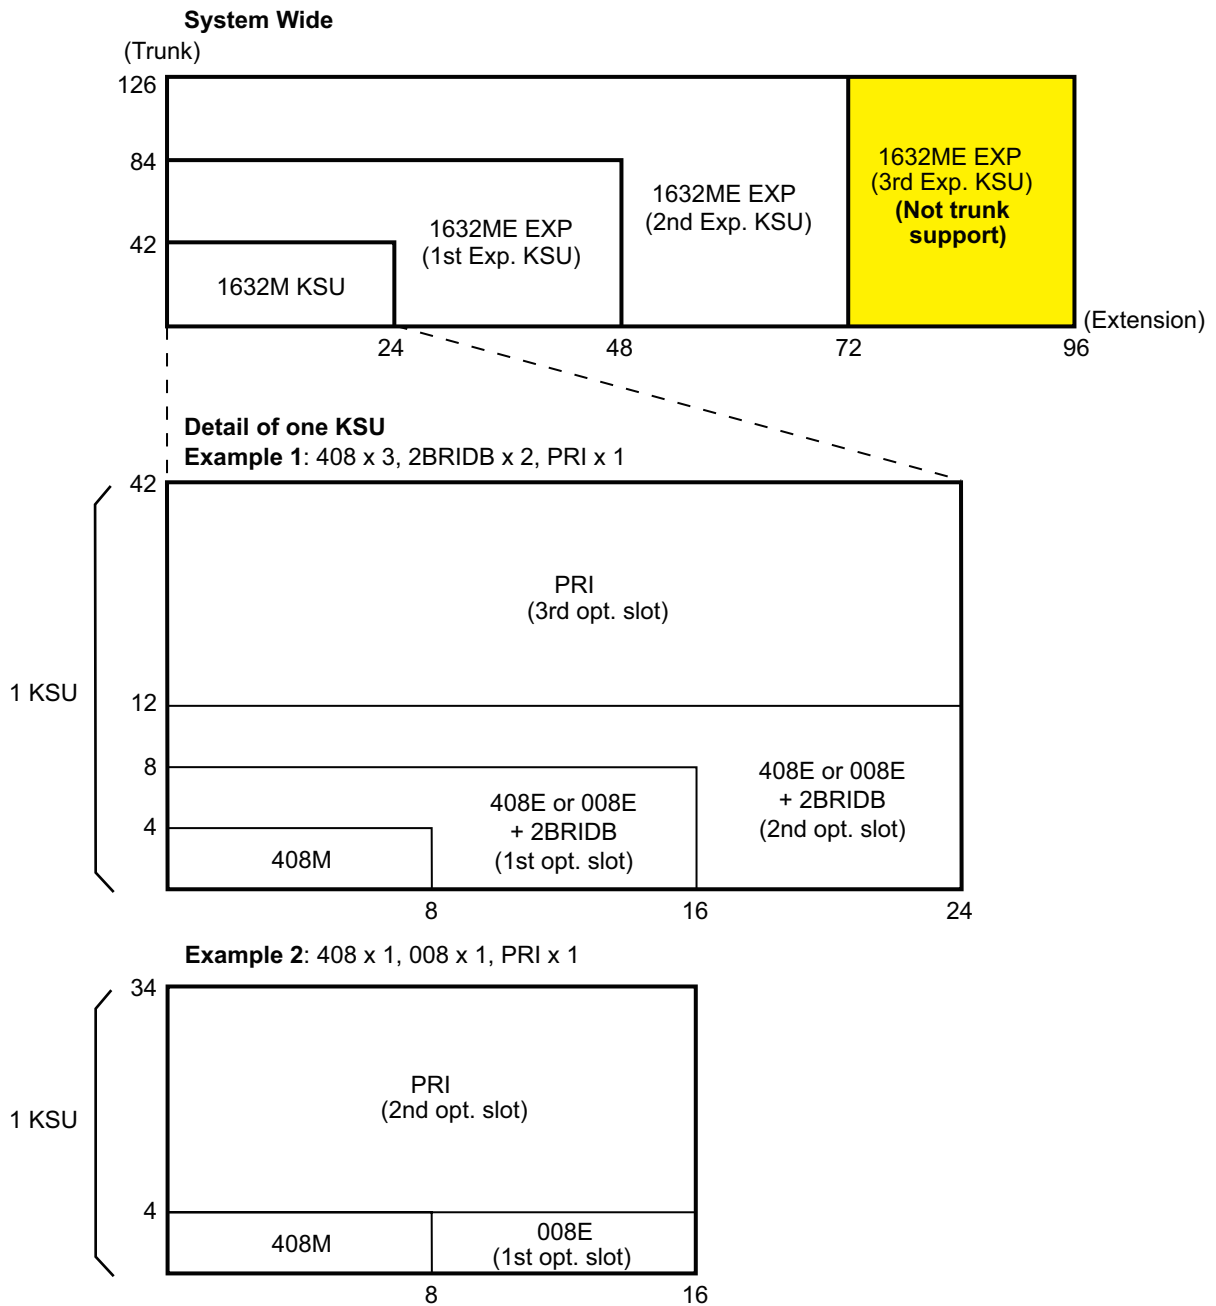 System Wide
(Trunk)
126
84
42
1632M KSU
1632ME EXP
(1st Exp. KSU)
1632ME EXP
(2nd Exp. KSU)
1632ME EXP
(3rd Exp. KSU)
(Not trunk
support)
(Extension)
24
48
72
96
Detail of one KSU
Example 1: 408 x 3, 2BRIDB x 2, PRI x 1
42
PRI
(3rd opt. slot)
1 KSU
12
8
4
408M
408E or 008E
+ 2BRIDB
(1st opt. slot)
408E or 008E
+ 2BRIDB
(2nd opt. slot)
8
16
24
Example 2: 408 x 1, 008 x 1, PRI x 1
34
PRI
(2nd opt. slot)
1 KSU
4
408M
008E
(1st opt. slot)
8
16